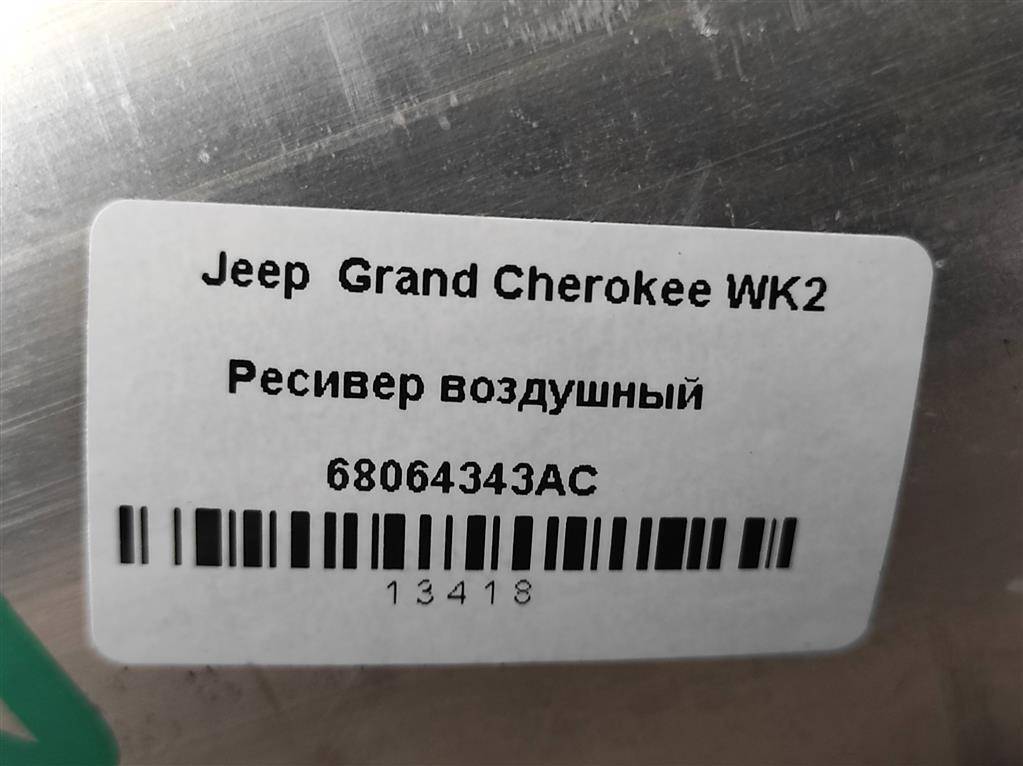 Jeep Grand Cherokee WK2
Ресивер воздушный
68064343AC
13418